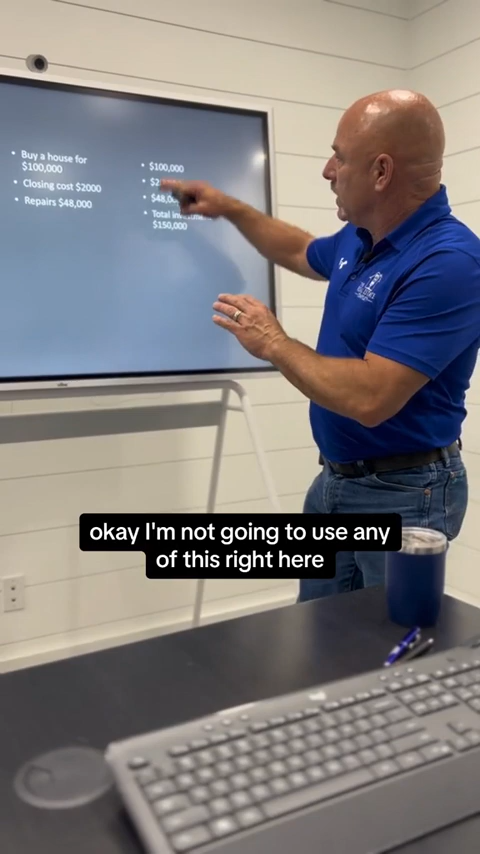 • Buy a house for
$100,000
• Closing cost $2000
• Repairs $48,000
• $100,000
•
•
• Total
$150,000
okay I'm not going to use any
of this right here